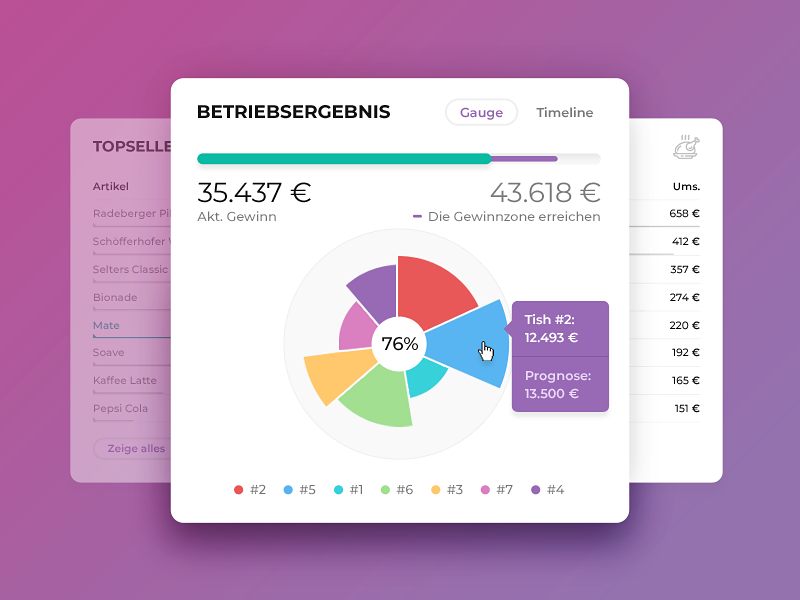 BETRIEBSERGEBNIS
Gauge
Timeline
35.437 €
43.618 €
Akt. Gewinn
Die Gewinnzone erreichen
76%
Tish #2:
12.493 €
Prognose:
13.500 €
#2
#5
#1
#6
#3
#7
#4
TOPSELLE
Artikel
Radeberger Pil
Schöfferhofer
Selters Classic
Bionade
Mate
Soave
Kaffee Latte
Pepsi Cola
Zeige alles
Ums.
658 €
412 €
357 €
274 €
220 €
192 €
165 €
151 €